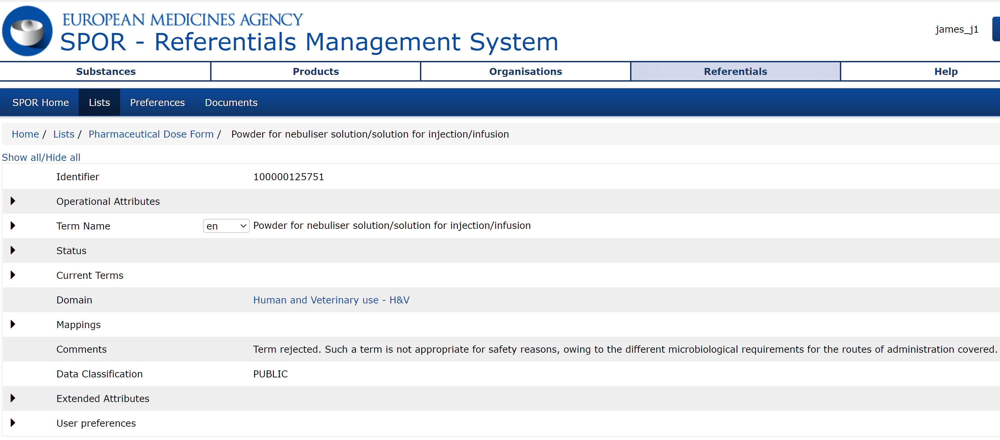 EUROPEAN MEDICINES AGENCY
SPOR - Referentials Management System
james_j1
Substances Products Organisations Referentials Help
SPOR Home Lists Preferences Documents
Home / Lists / Pharmaceutical Dose Form / Powder for nebuliser solution/solution for injection/infusion
Show all/Hide all
Identifier 100000125751
Operational Attributes
Term Name en Powder for nebuliser solution/solution for injection/infusion
Status
Current Terms
Domain Human and Veterinary use - H&V
Mappings
Comments Term rejected. Such a term is not appropriate for safety reasons, owing to the different microbiological requirements for the routes of administration covered.
Data Classification PUBLIC
Extended Attributes
User preferences